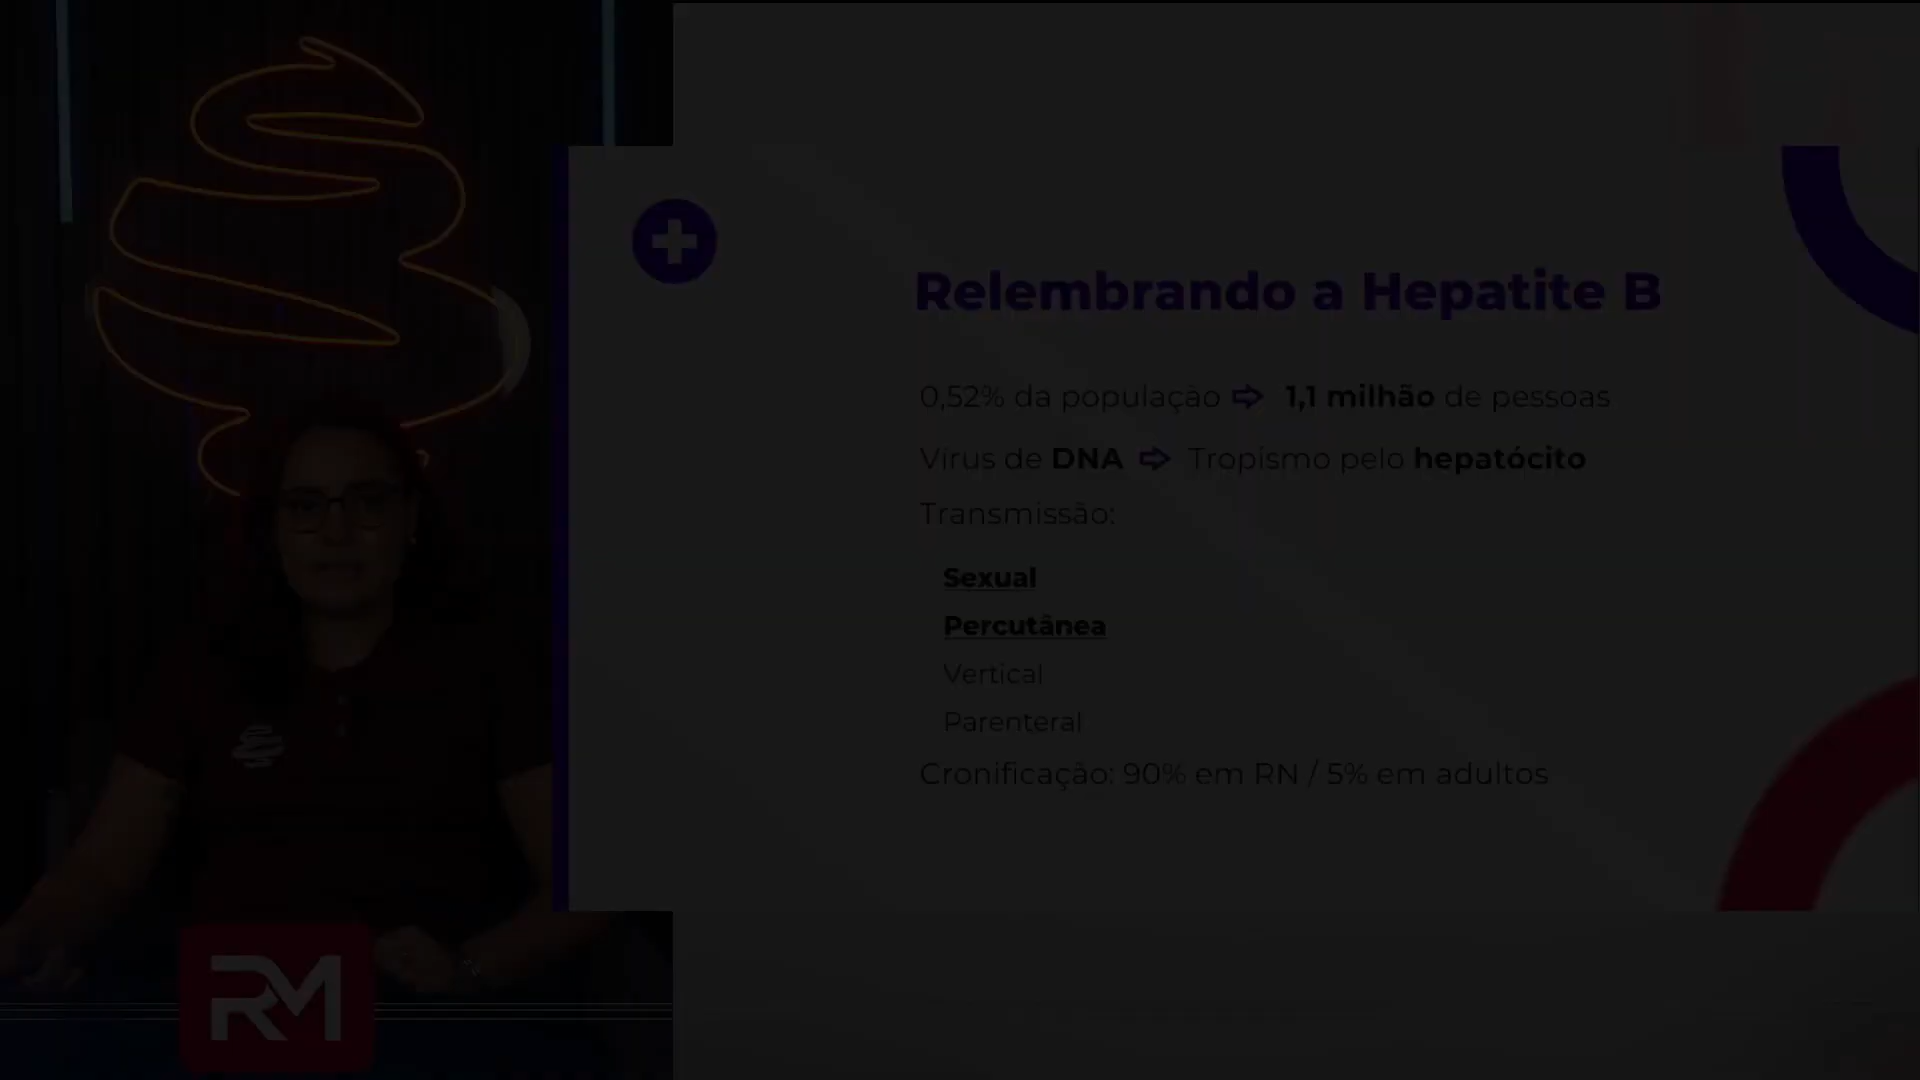 Relembrando a Hepatite B
0,52% da população ⇨ 1,1 milhão de pessoas
Vírus de DNA ⇨ Tropismo pelo hepatócito
Transmissão:
Sexual
Percutânea
Vertical
Parenteral
Cronificação: 90% em RN / 5% em adultos
RM